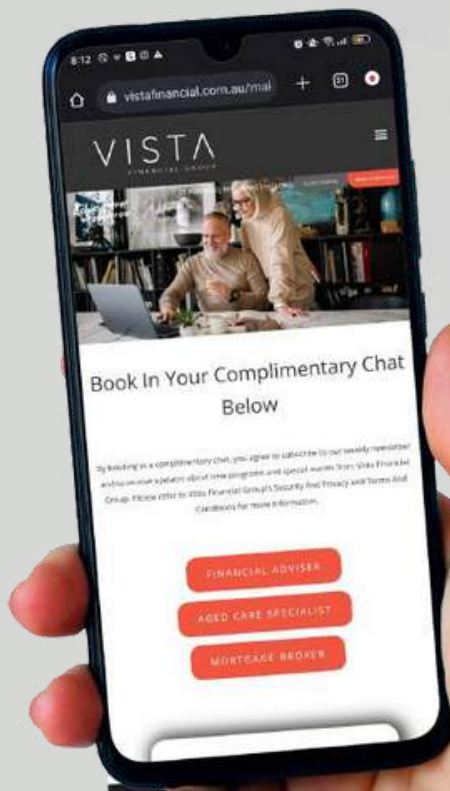 8:12
vistafinancial.com.au/mal
31
VISTA
FINANCIAL GROUP
Book In Your Complimentary Chat
Below
By booking in a complimentary chat, you agree to subscribe to our weekly newsletter
and to receive updates about new programs and special events from Vista Financial
Group. Please refer to Vista Financial Group's Security And Privacy and Terms And
Conditions for more information.
FINANCIAL ADVISER
AGED CARE SPECIALIST
MORTGAGE BROKER